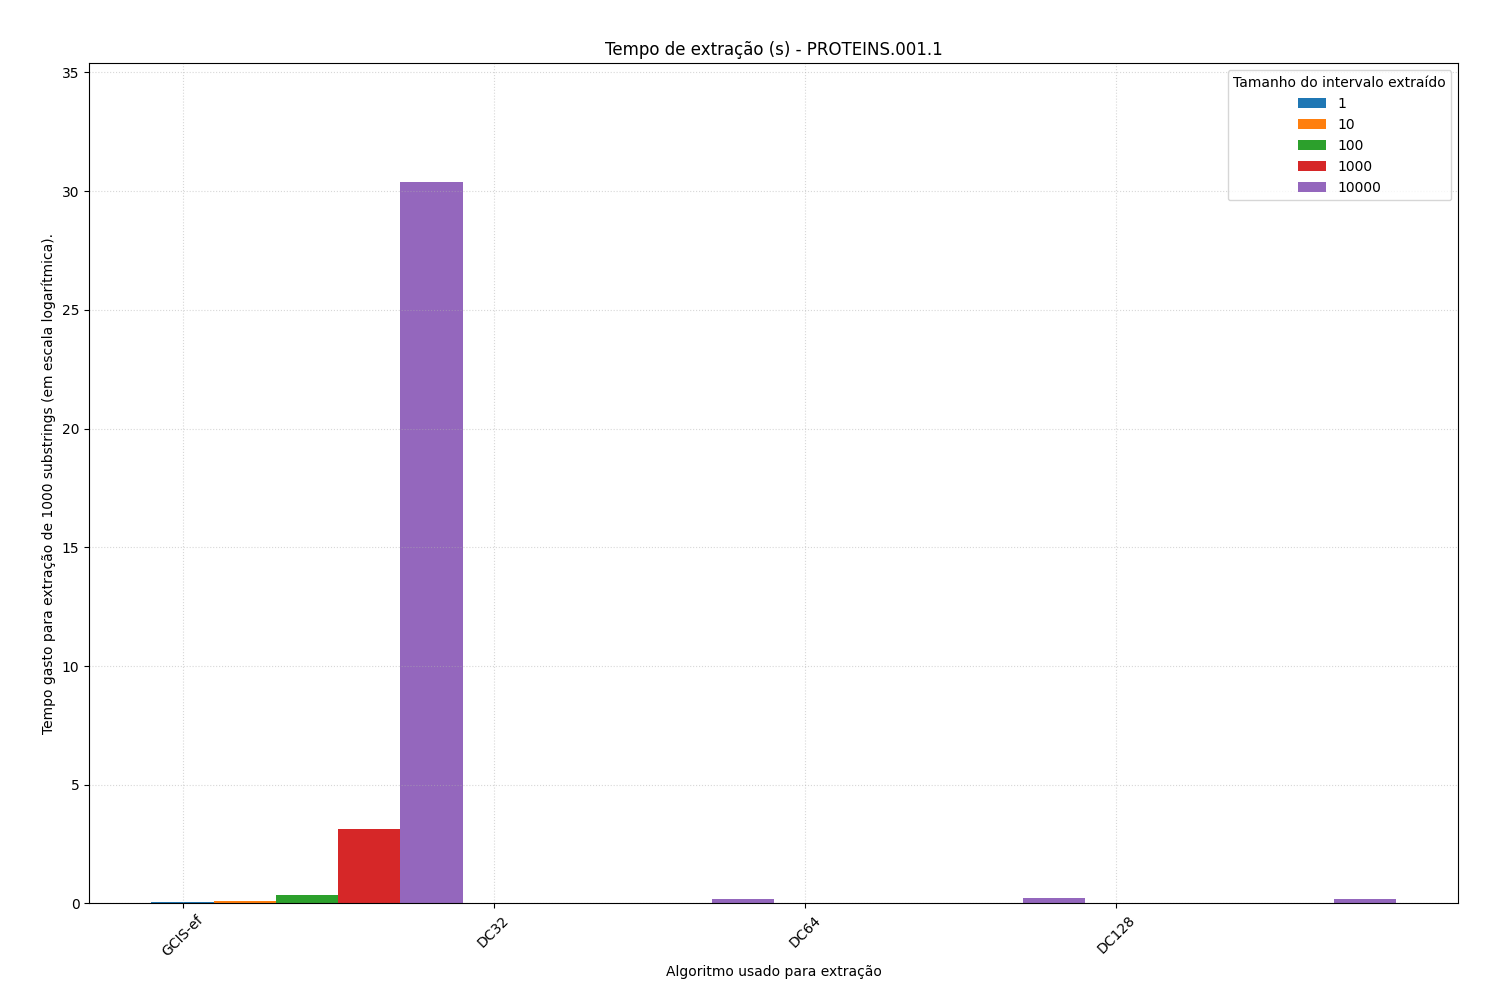 Tempo de extração (s) - PROTEINS.001.1
Tamanho do intervalo extraído
1
10
100
1000
10000
Tempo gasto para extração de 1000 substrings (em escala logarítmica).
35
30
25
20
15
10
5
0
GCIS-ef
DC32
DC64
DC128
Algoritmo usado para extração